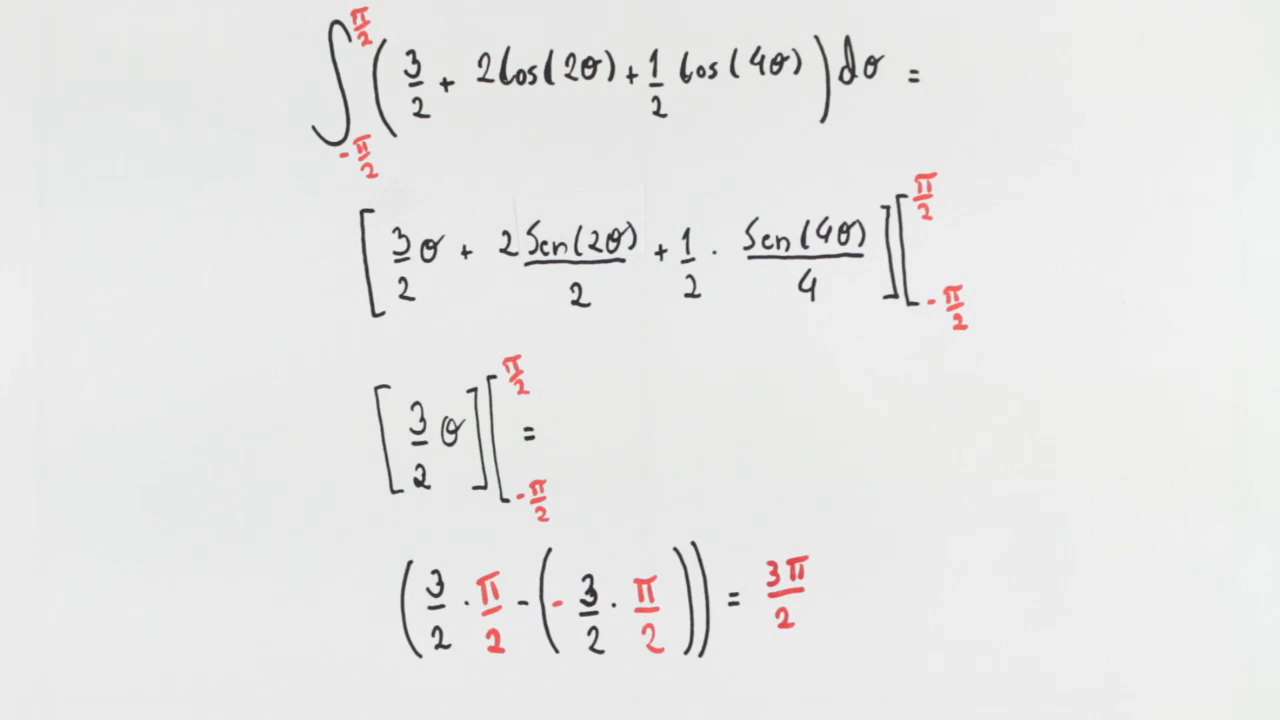 ∫_{-π/2}^{π/2} (3/2 + 2Cos(2θ) + 1/2 Cos(4θ)) dθ =
[3/2 θ + 2 Sen(2θ)/2 + 1/2 · Sen(4θ)/4] [_{-π/2}^{π/2}
[3/2 θ] [_{-π/2}^{π/2} =
(3/2 · π/2 - (- 3/2 · π/2)) = 3π/2